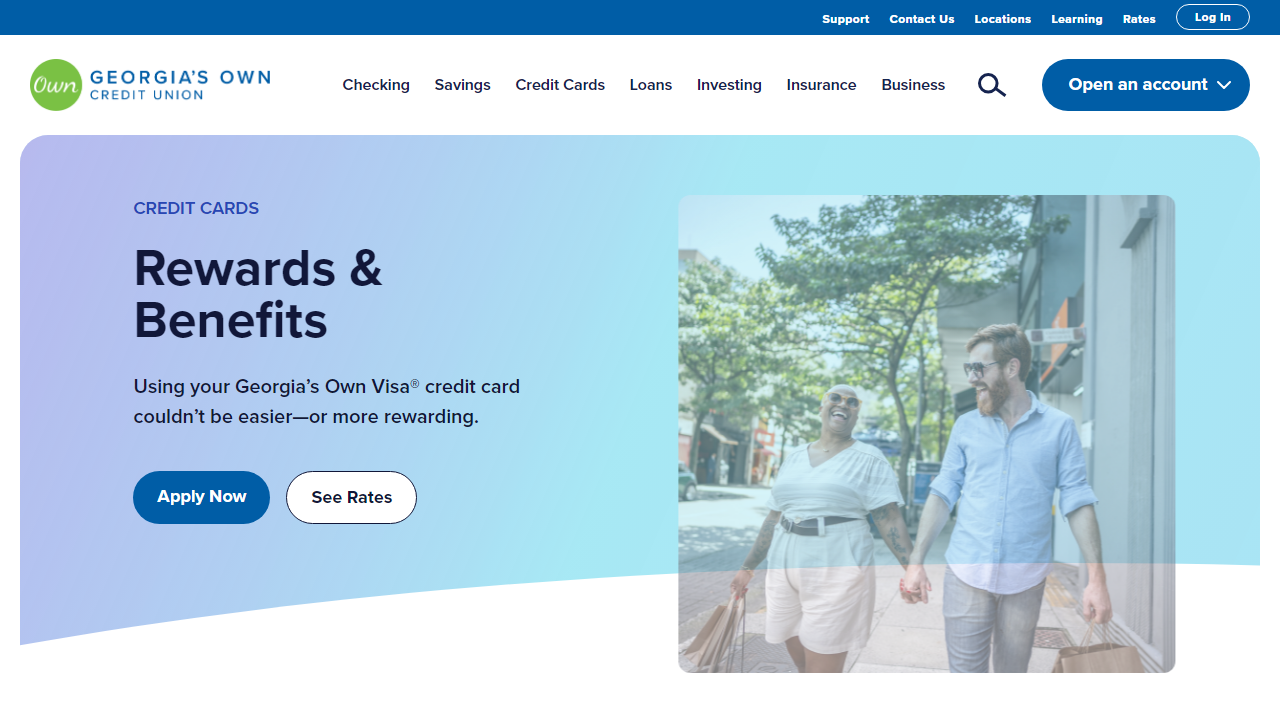 Support Contact Us Locations Learning Rates Log In
Own GEORGIA'S OWN
CREDIT UNION
Checking Savings Credit Cards Loans Investing Insurance Business Open an account
CREDIT CARDS
Rewards &
Benefits
Using your Georgia’s Own Visa® credit card
couldn’t be easier—or more rewarding.
Apply Now See Rates